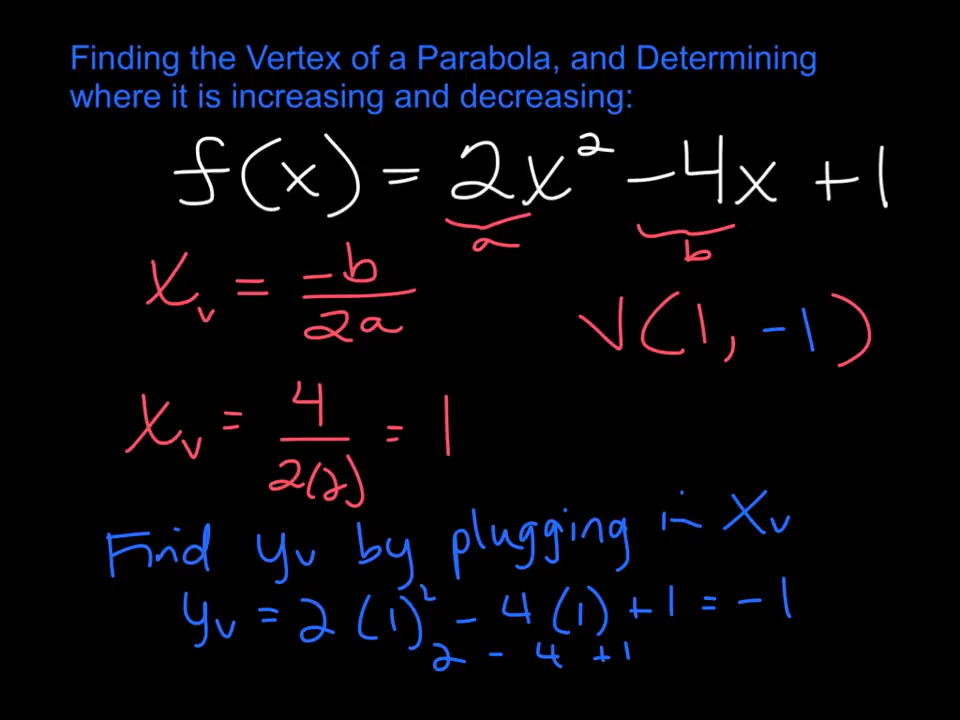 Finding the Vertex of a Parabola, and Determining
where it is increasing and decreasing:
f(x) = 2x² - 4x + 1
a b
Xᵥ = -b/2a
V(1, -1)
Xᵥ = 4/2(2) = 1
Find yᵥ by plugging in Xᵥ
yᵥ = 2(1)² - 4(1) + 1 = -1
2 - 4 + 1